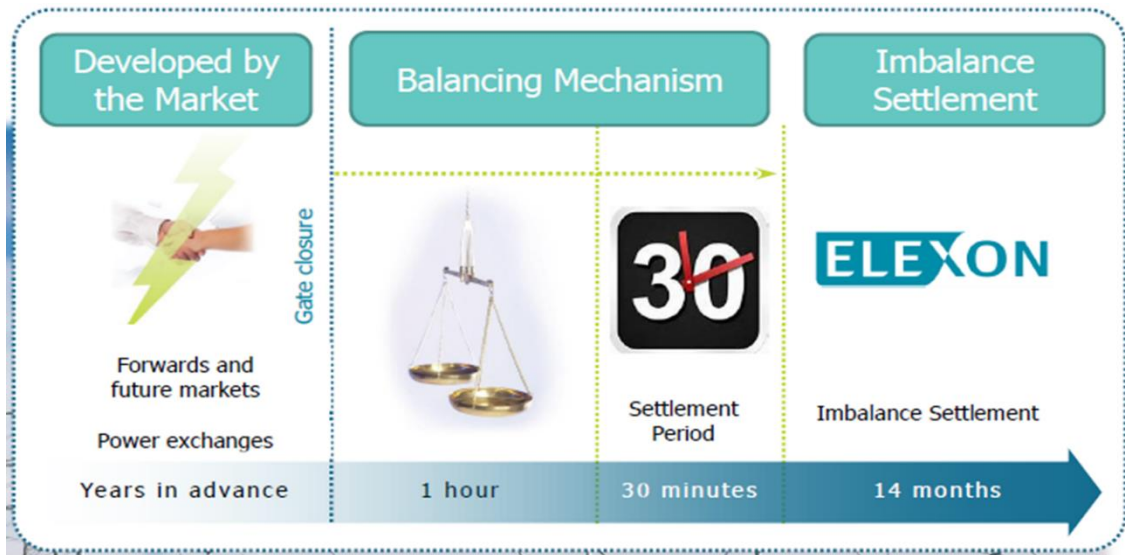 Developed by
the Market
Balancing Mechanism
Imbalance
Settlement
Gate closure
30
ELEXON
Forwards and
future markets
Power exchanges
Settlement
Period
Imbalance Settlement
Years in advance
1 hour
30 minutes
14 months